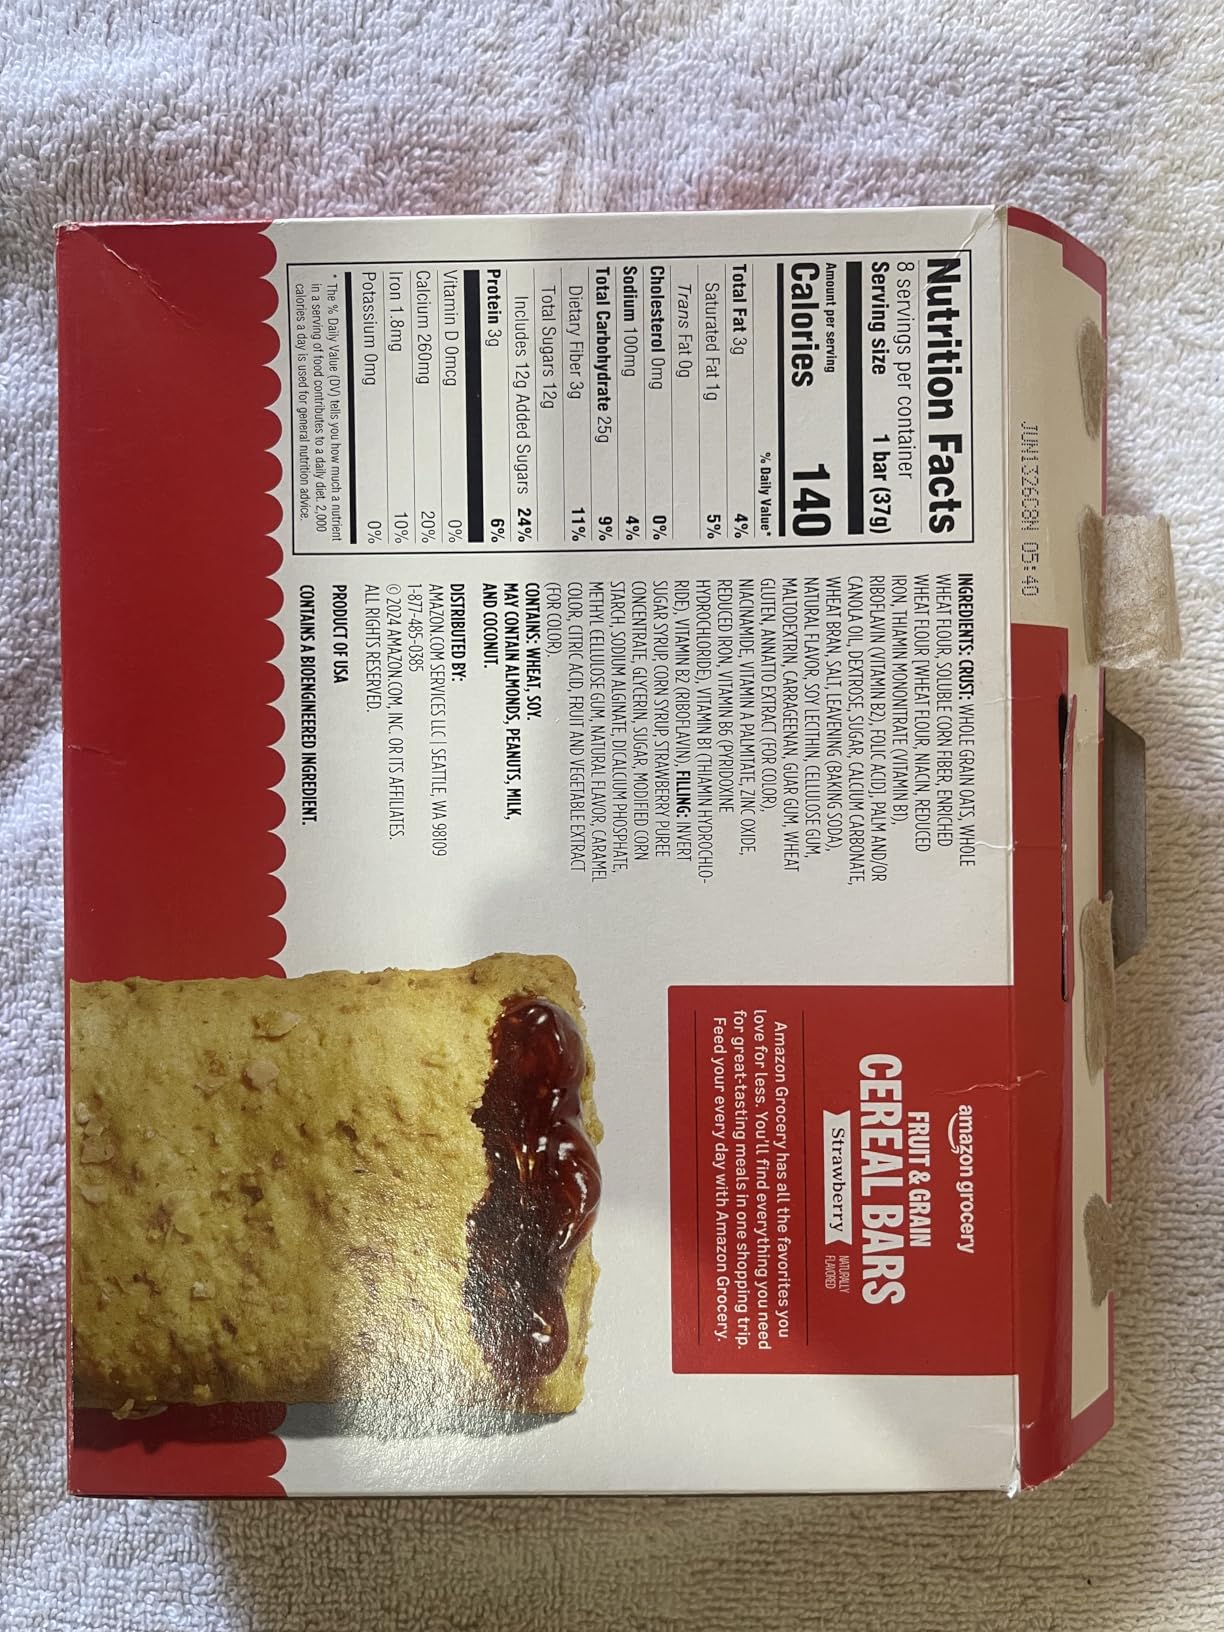 JUN1326C8N 05:40
Nutrition Facts
8 servings per container
Serving size 1 bar (37g)
Amount per serving
Calories 140
% Daily Value*
Total Fat 3g 4%
Saturated Fat 1g 5%
Trans Fat 0g
Cholesterol 0mg 0%
Sodium 100mg 4%
Total Carbohydrate 25g 9%
Dietary Fiber 3g 11%
Total Sugars 12g
Includes 12g Added Sugars 24%
Protein 3g 6%
Vitamin D 0mcg 0%
Calcium 260mg 20%
Iron 1.8mg 10%
Potassium 0mg 0%
* The % Daily Value (DV) tells you how much a nutrient
in a serving of food contributes to a daily diet. 2,000
calories a day is used for general nutrition advice.
INGREDIENTS: CRUST: WHOLE GRAIN OATS, WHOLE
WHEAT FLOUR, SOLUBLE CORN FIBER, ENRICHED
WHEAT FLOUR [WHEAT FLOUR, NIACIN, REDUCED
IRON, THIAMIN MONONITRATE (VITAMIN B1),
RIBOFLAVIN (VITAMIN B2), FOLIC ACID], PALM AND/OR
CANOLA OIL, DEXTROSE, SUGAR, CALCIUM CARBONATE,
WHEAT BRAN, SALT, LEAVENING (BAKING SODA),
NATURAL FLAVOR, SOY LECITHIN, CELLULOSE GUM,
MALTODEXTRIN, CARRAGEENAN, GUAR GUM, WHEAT
GLUTEN, ANNATTO EXTRACT (FOR COLOR),
NIACINAMIDE, VITAMIN A PALMITATE, ZINC OXIDE,
REDUCED IRON, VITAMIN B6 (PYRIDOXINE
HYDROCHLORIDE), VITAMIN B1 (THIAMIN HYDROCHLO-
RIDE), VITAMIN B2 (RIBOFLAVIN), FILLING: INVERT
SUGAR SYRUP, CORN SYRUP, STRAWBERRY PUREE
CONCENTRATE, GLYCERIN, SUGAR, MODIFIED CORN
STARCH, SODIUM ALGINATE, DICALCIUM PHOSPHATE,
METHYL CELLULOSE GUM, NATURAL FLAVOR, CARAMEL
COLOR, CITRIC ACID, FRUIT AND VEGETABLE EXTRACT
(FOR COLOR).
CONTAINS: WHEAT, SOY.
MAY CONTAIN ALMONDS, PEANUTS, MILK,
AND COCONUT.
DISTRIBUTED BY:
AMAZON.COM SERVICES LLC | SEATTLE, WA 98109
1-877-485-0385
© 2024 AMAZON.COM, INC. OR ITS AFFILIATES.
ALL RIGHTS RESERVED.
PRODUCT OF USA
CONTAINS A BIOENGINEERED INGREDIENT.
amazon grocery
FRUIT & GRAIN
CEREAL BARS
Strawberry
NATURALLY
FLAVORED
Amazon Grocery has all the favorites you
love for less. You'll find everything you need
for great-tasting meals in one shopping trip.
Feed your every day with Amazon Grocery.